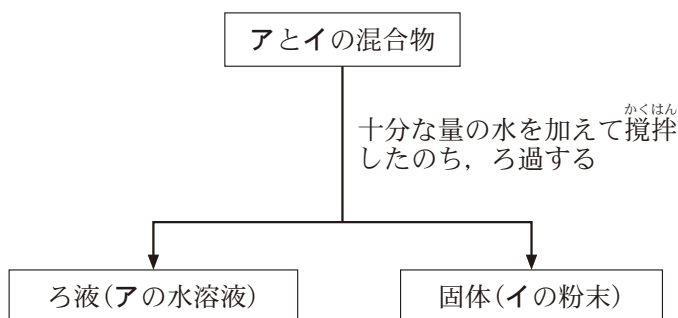 アとイの混合物
かくはん
十分な量の水を加えて撹拌
したのち，ろ過する
ろ液(アの水溶液)
固体(イの粉末)